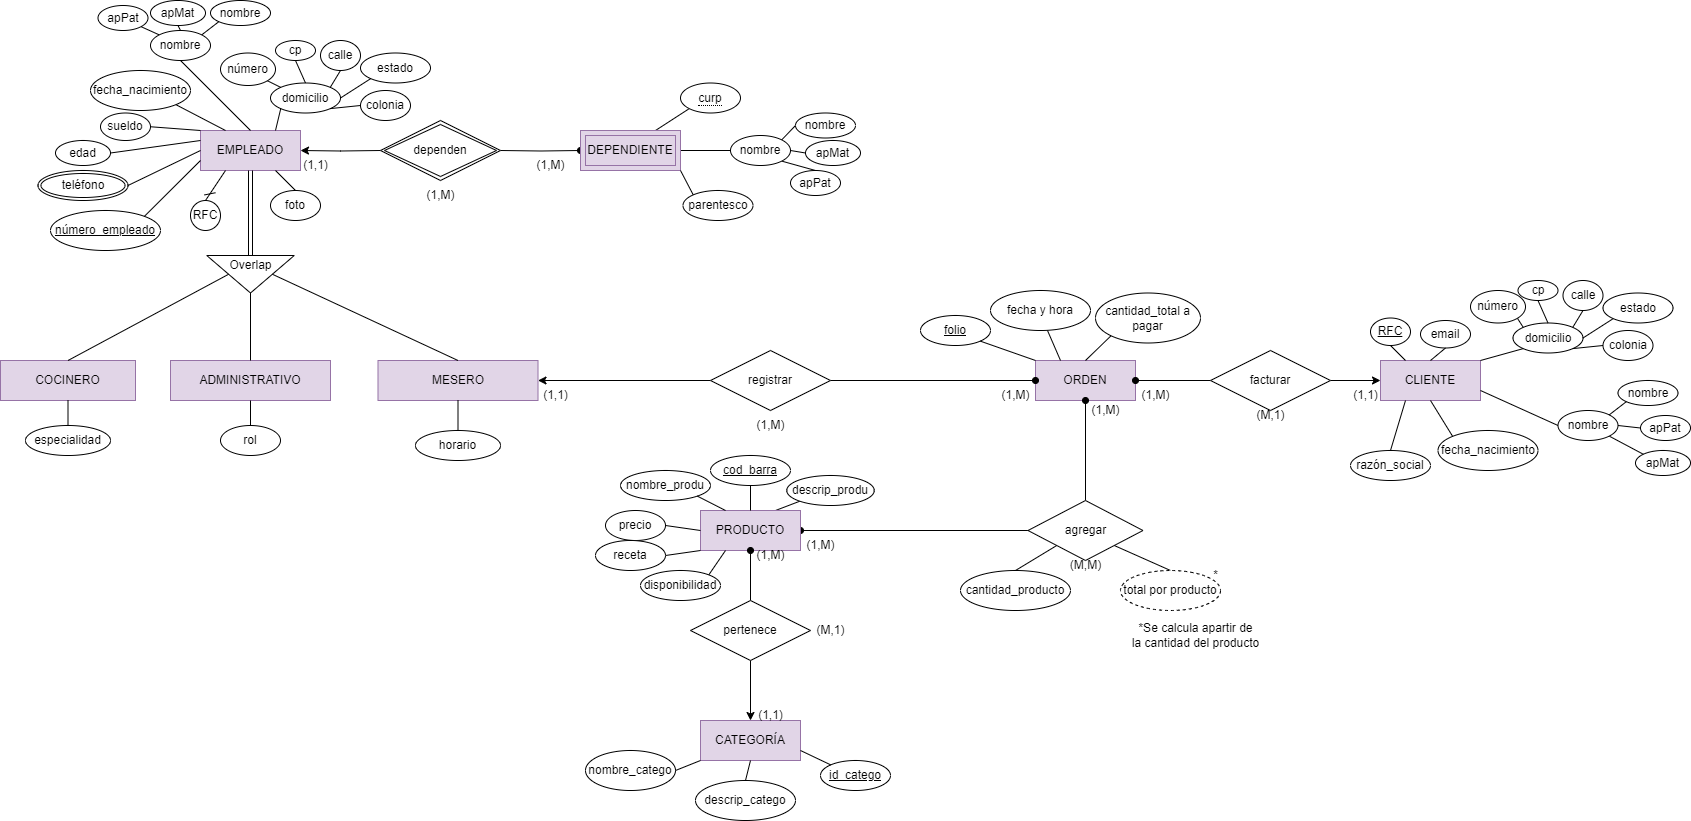 apPat
apMat
nombre
nombre
cp
calle
número
estado
domicilio
colonia
fecha_nacimiento
sueldo
edad
teléfono
número_empleado
EMPLEADO
(1,1)
RFC
foto
dependen
(1,M)
(1,M)
DEPENDIENTE
curp
nombre
nombre
apMat
apPat
parentesco
Overlap
COCINERO
ADMINISTRATIVO
MESERO
(1,1)
especialidad
rol
horario
registrar
(1,M)
(1,M)
folio
fecha y hora
cantidad_total a
pagar
ORDEN
(1,M)
(1,M)
facturar
(M,1)
(1,1)
CLIENTE
RFC
email
número
cp
calle
estado
domicilio
colonia
nombre
nombre
apPat
apMat
razón_social
fecha_nacimiento
nombre_produ
cod_barra
descrip_produ
precio
receta
disponibilidad
PRODUCTO
(1,M)
(1,M)
agregar
(M,M)
cantidad_producto
total por producto
*
*Se calcula apartir de
la cantidad del producto
pertenece
(M,1)
(1,1)
CATEGORÍA
nombre_catego
descrip_catego
id_catego